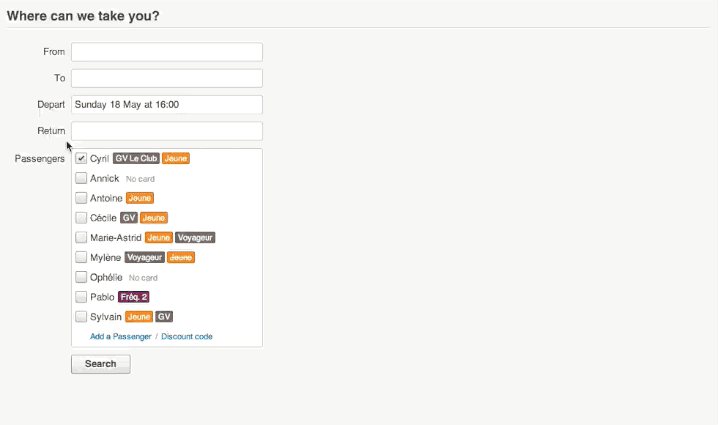 Where can we take you?
From
To
Depart Sunday 18 May at 16:00
Return
Passengers Cyril GV Le Club Jeune
Annick No card
Antoine Jeune
Cécile GV Jeune
Marie-Astrid Jeune Voyageur
Mylène Voyageur Jeune
Ophélie No card
Pablo Fréq. 2
Sylvain Jeune GV
Add a Passenger / Discount code
Search